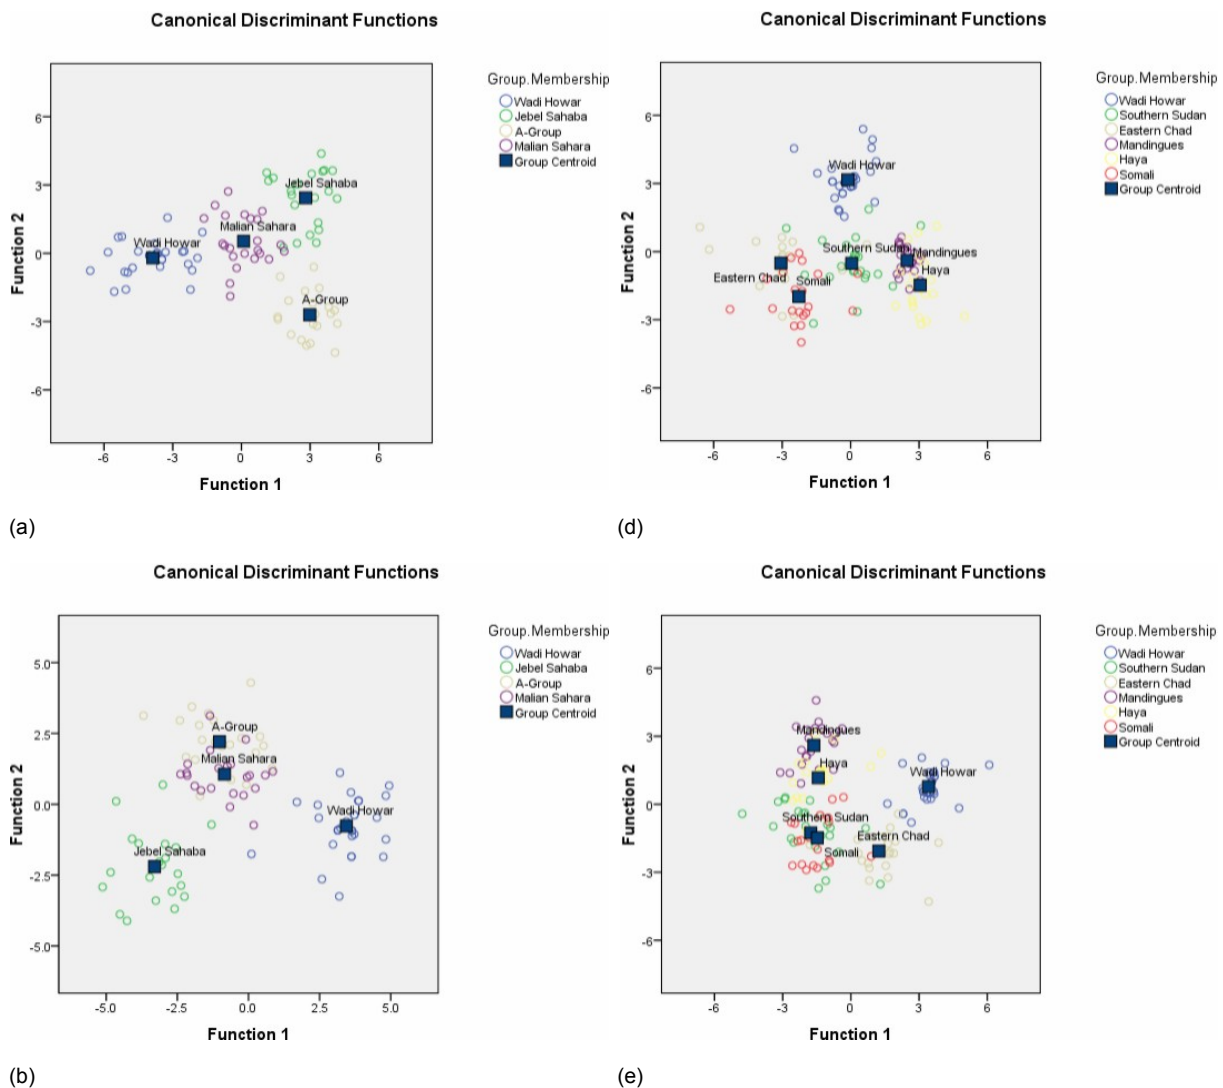 Canonical Discriminant Functions
Group.Membership
Wadi Howar
Jebel Sahaba
A-Group
Malian Sahara
Group Centroid
Function 2
6
3
0
-3
-6
Jebel Sahaba
Malian Sahara
Wadi Howar
A-Group
-6 -3 0 3 6
Function 1
(a)
Canonical Discriminant Functions
Group.Membership
Wadi Howar
Southern Sudan
Eastern Chad
Mandingues
Haya
Somali
Group Centroid
Function 2
6
3
0
-3
-6
Wadi Howar
Southern Sudan
Mandingues
Haya
Eastern Chad
Somali
-6 -3 0 3 6
Function 1
(d)
Canonical Discriminant Functions
Group.Membership
Wadi Howar
Jebel Sahaba
A-Group
Malian Sahara
Group Centroid
Function 2
5.0
2.5
0.0
-2.5
-5.0
A-Group
Malian Sahara
Wadi Howar
Jebel Sahaba
-5.0 -2.5 0.0 2.5 5.0
Function 1
(b)
Canonical Discriminant Functions
Group.Membership
Wadi Howar
Southern Sudan
Eastern Chad
Mandingues
Haya
Somali
Group Centroid
Function 2
6
3
0
-3
-6
Mandingues
Haya
Wadi Howar
Southern Sudan
Eastern Chad
Somali
-6 -3 0 3 6
Function 1
(e)